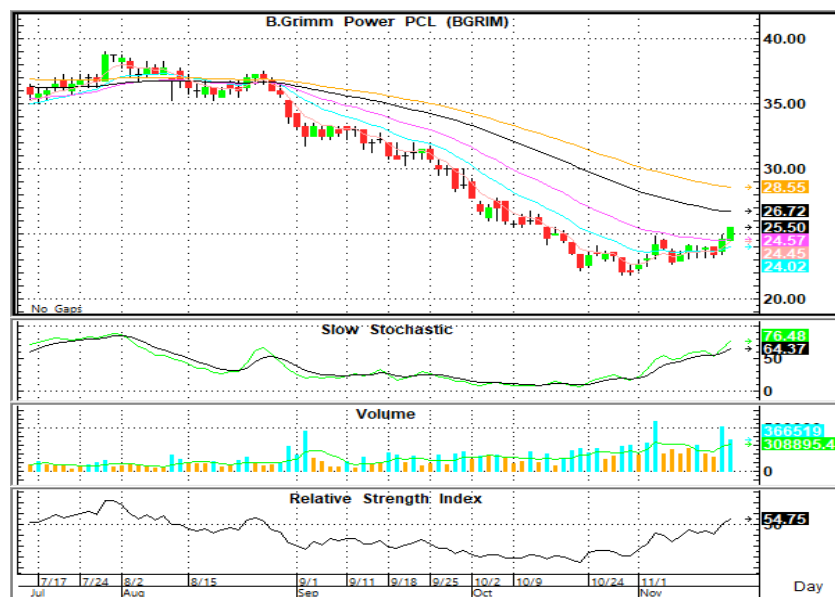 B.Grimm Power PCL (BGRIM)
40.00
35.00
30.00
28.55
26.72
25.50
24.57
24.45
24.02
20.00
No Gaps
Slow Stochastic
76.48
64.37
50
0
Volume
366519
308895.4
0
Relative Strength Index
54.75
7/17 7/24 8/2 8/15 9/1 9/11 9/18 9/25 10/2 10/9 10/24 11/1
Jul Aug Sep Oct Nov
Day